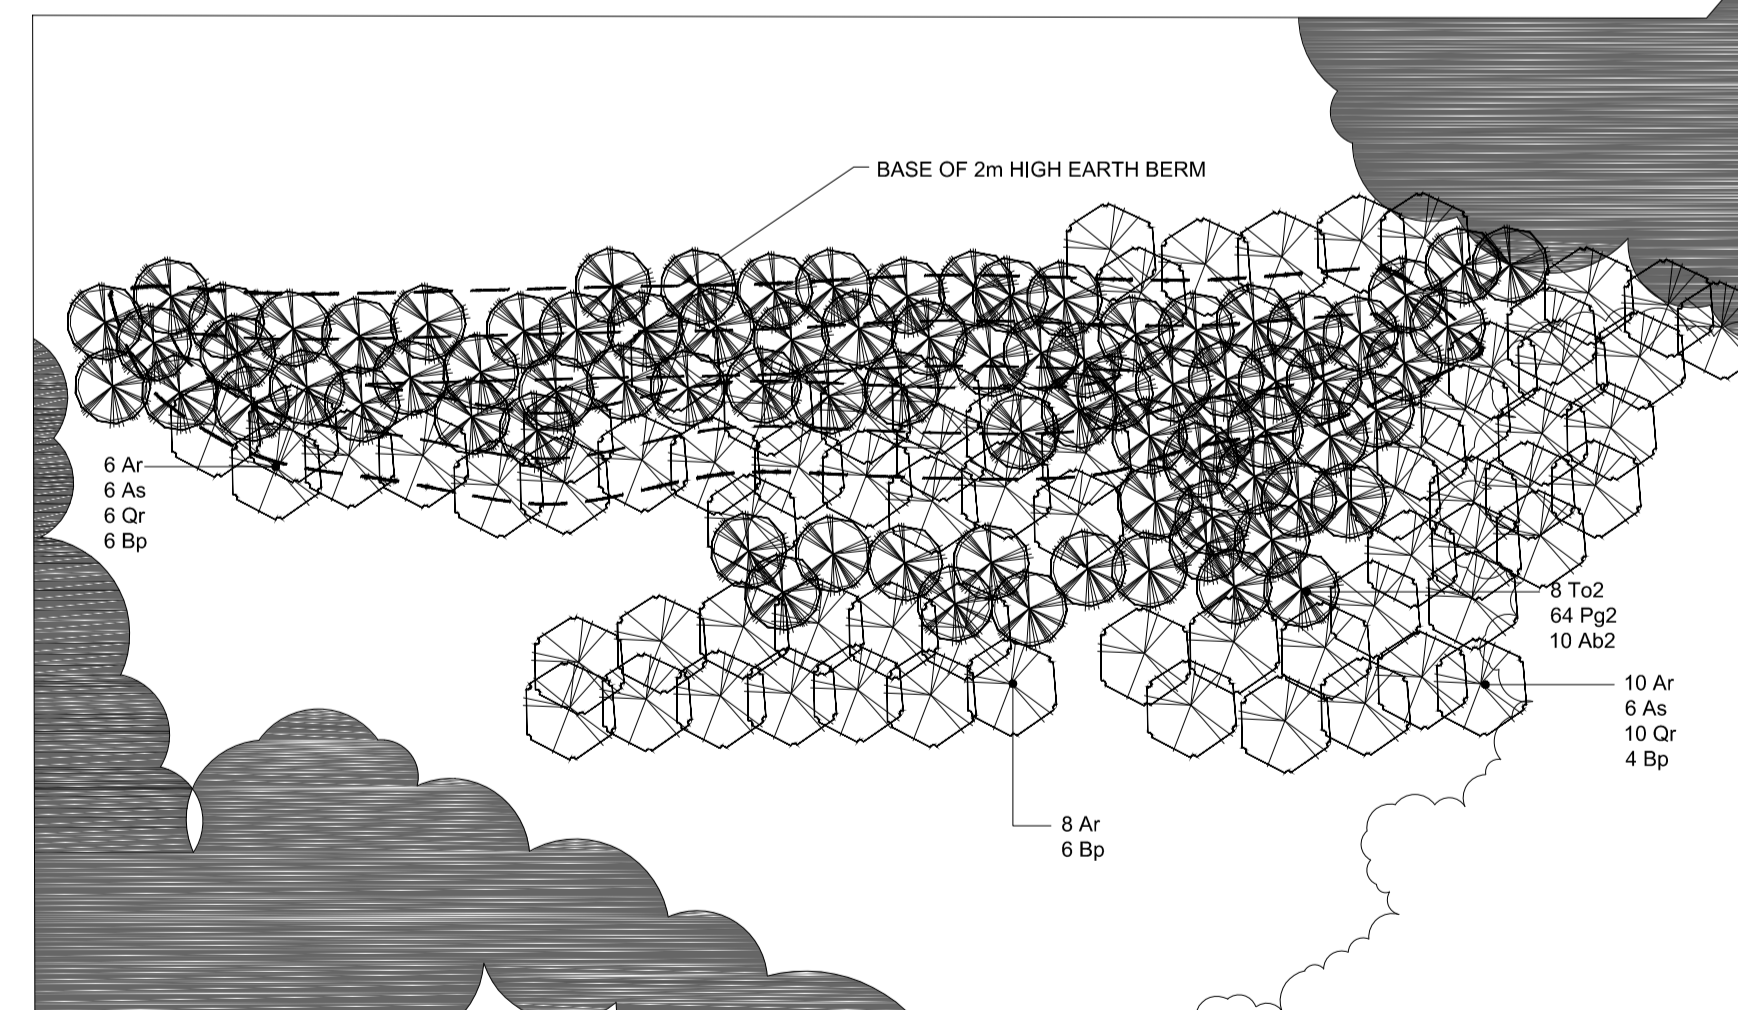 BASE OF 2m HIGH EARTH BERM
6 Ar
6 As
6 Qr
6 Bp
8 To2
64 Pg2
10 Ab2
10 Ar
6 As
10 Qr
4 Bp
8 Ar
6 Bp